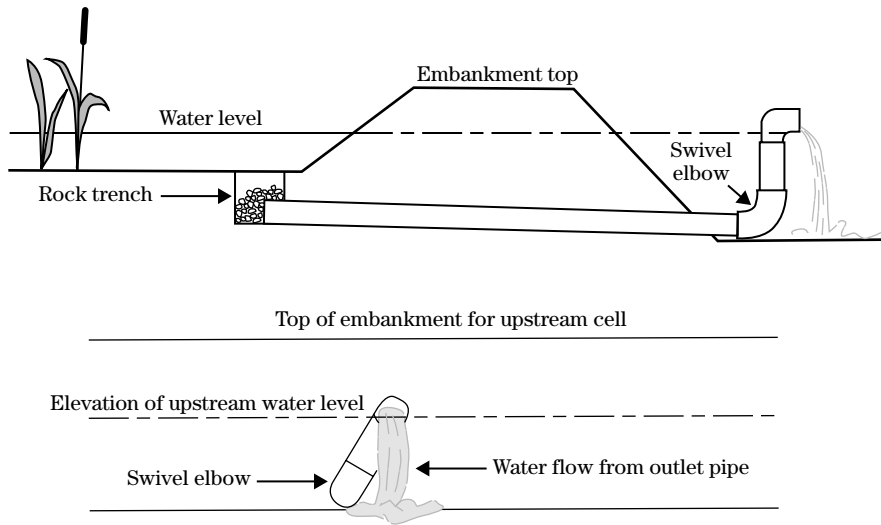 Embankment top
Water level
Swivel
elbow
Rock trench
Top of embankment for upstream cell
Elevation of upstream water level
Swivel elbow
Water flow from outlet pipe